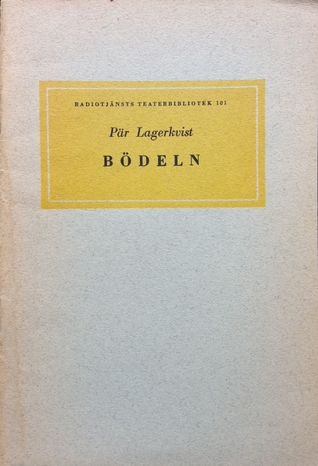 RADIOTJÄNSTS TEATERBIBLIOTEK 101
Pär Lagerkvist
BÖDELN